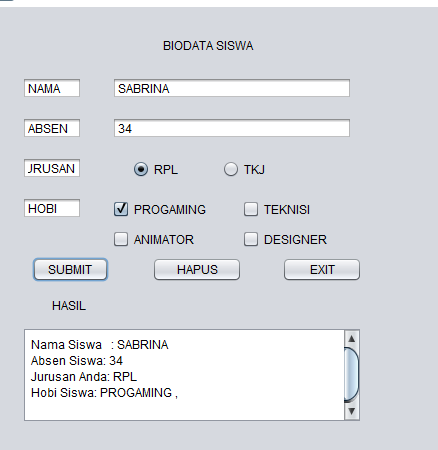 BIODATA SISWA
NAMA SABRINA
ABSEN 34
JRUSAN RPL TKJ
HOBI PROGAMING TEKNISI
ANIMATOR DESIGNER
SUBMIT HAPUS EXIT
HASIL
Nama Siswa : SABRINA
Absen Siswa: 34
Jurusan Anda: RPL
Hobi Siswa: PROGAMING ,